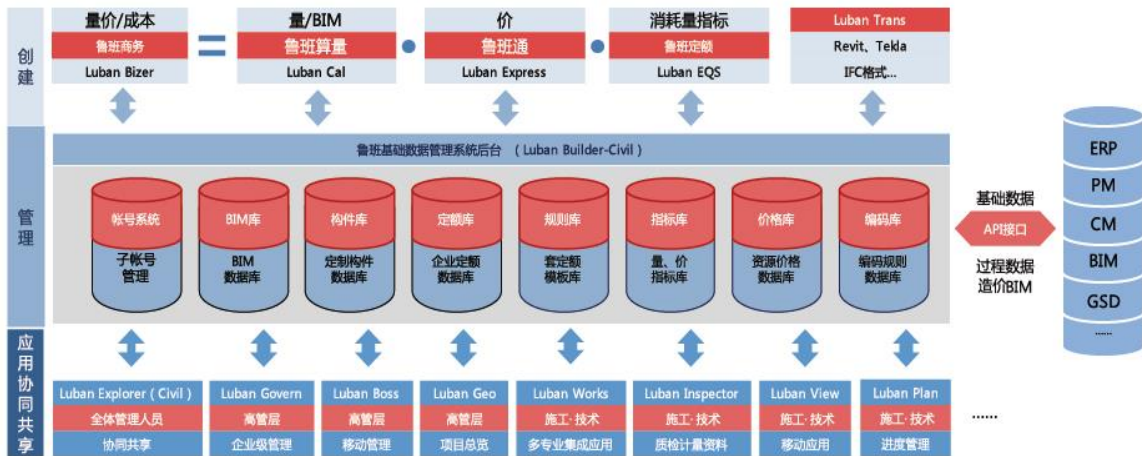 创建
量价/成本
鲁班商务
Luban Bizer
量/BIM
鲁班算量
Luban Cal
价
鲁班通
Luban Express
消耗量指标
鲁班定额
Luban EQS
Luban Trans
Revit、Tekla
IFC格式...
管理
鲁班基础数据管理系统后台 (Luban Builder-Civil)
帐号系统
子帐号
管理
BIM库
BIM
数据库
构件库
定制构件
数据库
定额库
企业定额
数据库
规则库
套定额
模板库
指标库
量、价
指标库
价格库
资源价格
数据库
编码库
编码规则
数据库
基础数据
API接口
过程数据
造价BIM
ERP
PM
CM
BIM
GSD
......
应用协同共享
Luban Explorer (Civil)
全体管理人员
协同共享
Luban Govern
高管层
企业级管理
Luban Boss
高管层
移动管理
Luban Geo
高管层
项目总览
Luban Works
施工·技术
多专业集成应用
Luban Inspector
施工·技术
质检计量资料
Luban View
施工·技术
移动应用
Luban Plan
施工·技术
进度管理
......